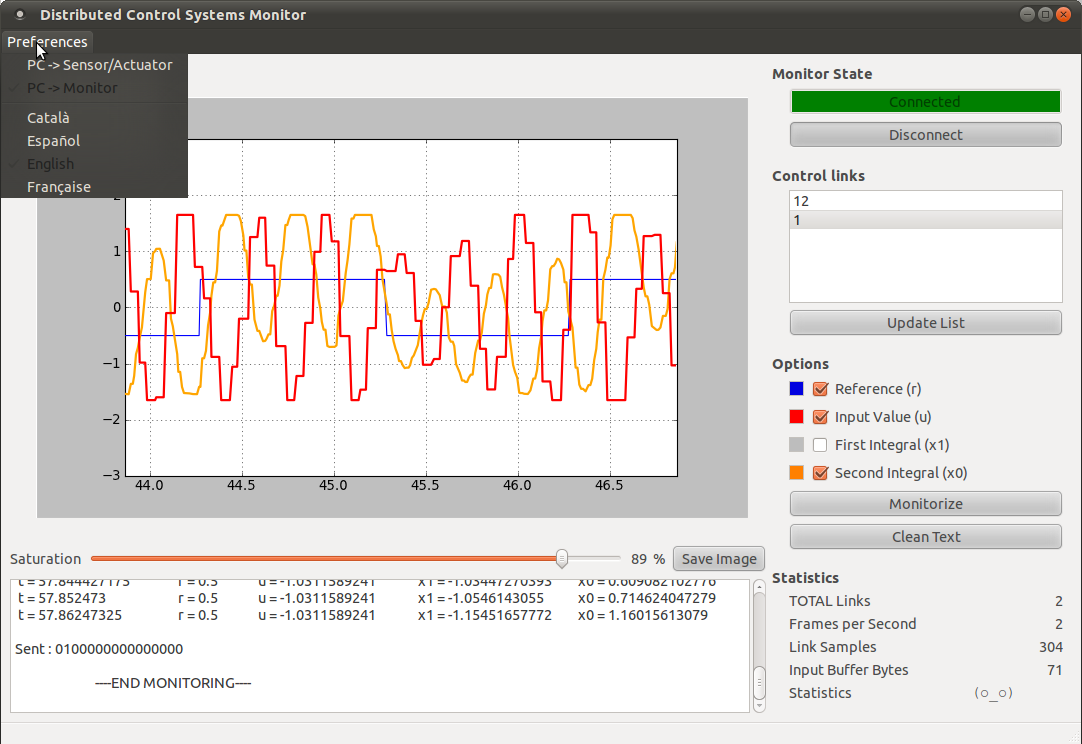 Distributed Control Systems Monitor
Preferences
PC -> Sensor/Actuator
PC -> Monitor
Català
Español
English
Française
2
1
0
−1
−2
−3
44.0 44.5 45.0 45.5 46.0 46.5
Saturation 89 % Save Image
t = 57.844427175 r = 0.5 u = -1.0311589241 x1 = -1.03447270393 x0 = 0.609082102776
t = 57.852473 r = 0.5 u = -1.0311589241 x1 = -1.0546143055 x0 = 0.714624047279
t = 57.86247325 r = 0.5 u = -1.0311589241 x1 = -1.15451657772 x0 = 1.16015613079
Sent : 0100000000000000
----END MONITORING----
Monitor State
Connected
Disconnect
Control links
12
1
Update List
Options
Reference (r)
Input Value (u)
First Integral (x1)
Second Integral (x0)
Monitorize
Clean Text
Statistics
TOTAL Links 2
Frames per Second 2
Link Samples 304
Input Buffer Bytes 71
Statistics (○_○)